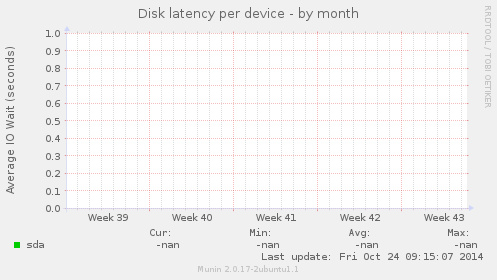 Disk latency per device - by month
RRDTOOL / TOBI OETIKER
Average IO Wait (seconds)
1.0
0.9
0.8
0.7
0.6
0.5
0.4
0.3
0.2
0.1
0.0
Week 39 Week 40 Week 41 Week 42 Week 43
Cur: Min: Avg: Max:
sda -nan -nan -nan -nan
Last update: Fri Oct 24 09:15:07 2014
Munin 2.0.17-2ubuntu1.1